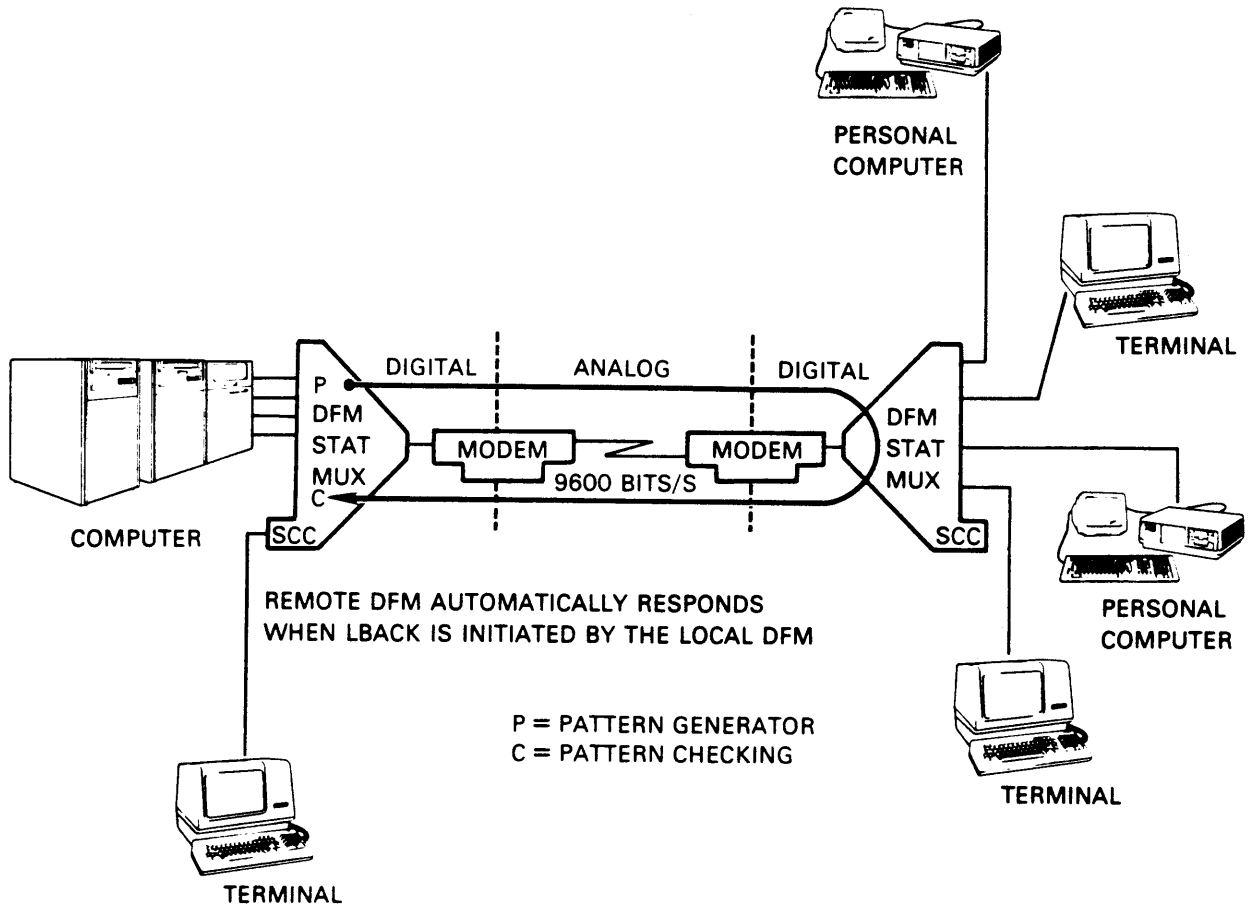 PERSONAL
COMPUTER
TERMINAL
DIGITAL
ANALOG
DIGITAL
P
DFM
STAT
MUX
C
SCC
MODEM
MODEM
9600 BITS/S
DFM
STAT
MUX
SCC
COMPUTER
PERSONAL
COMPUTER
REMOTE DFM AUTOMATICALLY RESPONDS
WHEN LBACK IS INITIATED BY THE LOCAL DFM
P = PATTERN GENERATOR
C = PATTERN CHECKING
TERMINAL
TERMINAL